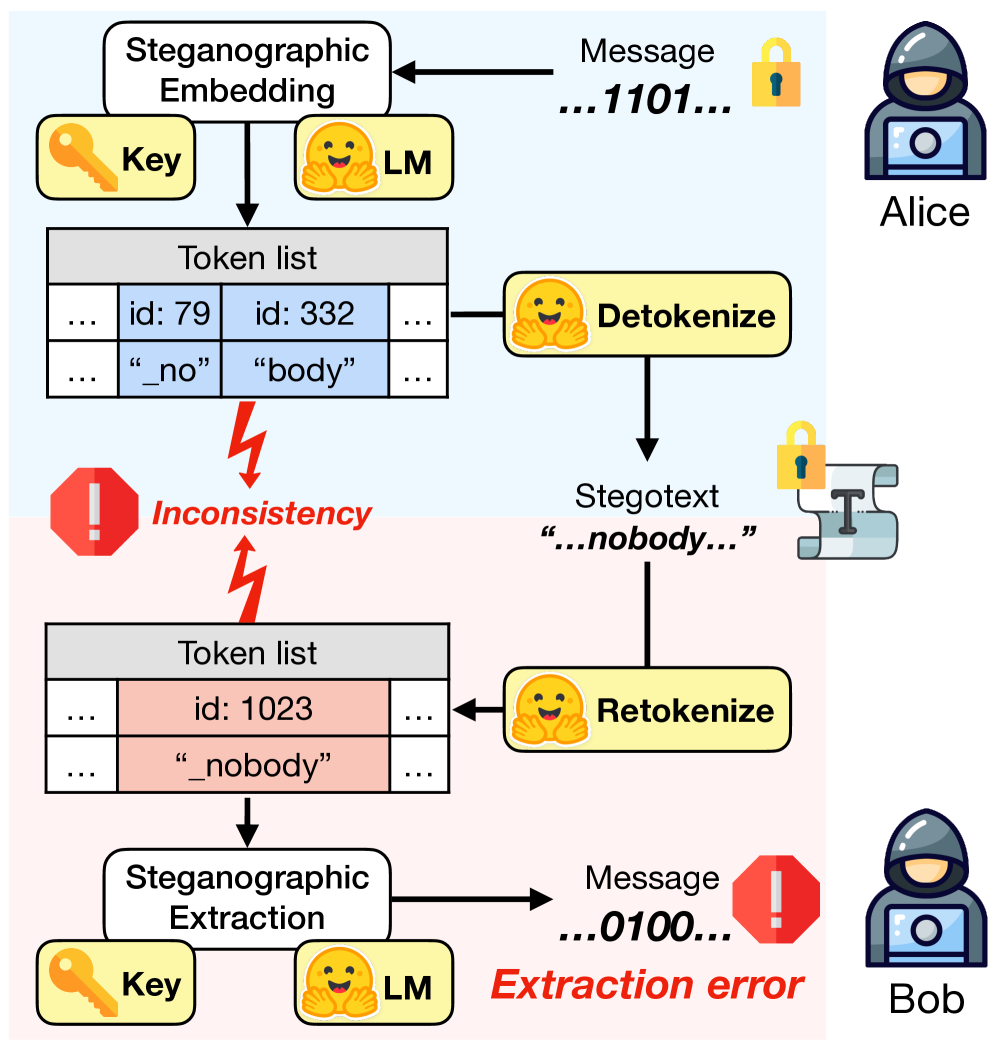 Steganographic
Embedding
Message
...1101...
Key
LM
Alice
Token list
... id: 79 id: 332 ...
... “_no” “body” ...
Detokenize
Inconsistency
Stegotext
“...nobody...”
T
Token list
... id: 1023 ...
... “_nobody” ...
Retokenize
Steganographic
Extraction
Message
...0100...
Key
LM
Extraction error
Bob